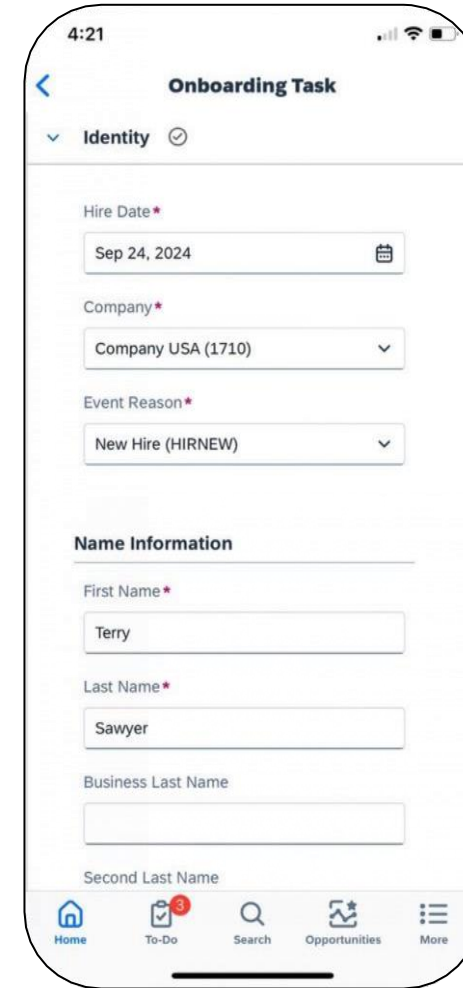 4:21
Onboarding Task
Identity
Hire Date*
Sep 24, 2024
Company*
Company USA (1710)
Event Reason*
New Hire (HIRNEW)
Name Information
First Name*
Terry
Last Name*
Sawyer
Business Last Name
Second Last Name
3
Home To-Do Search Opportunities More